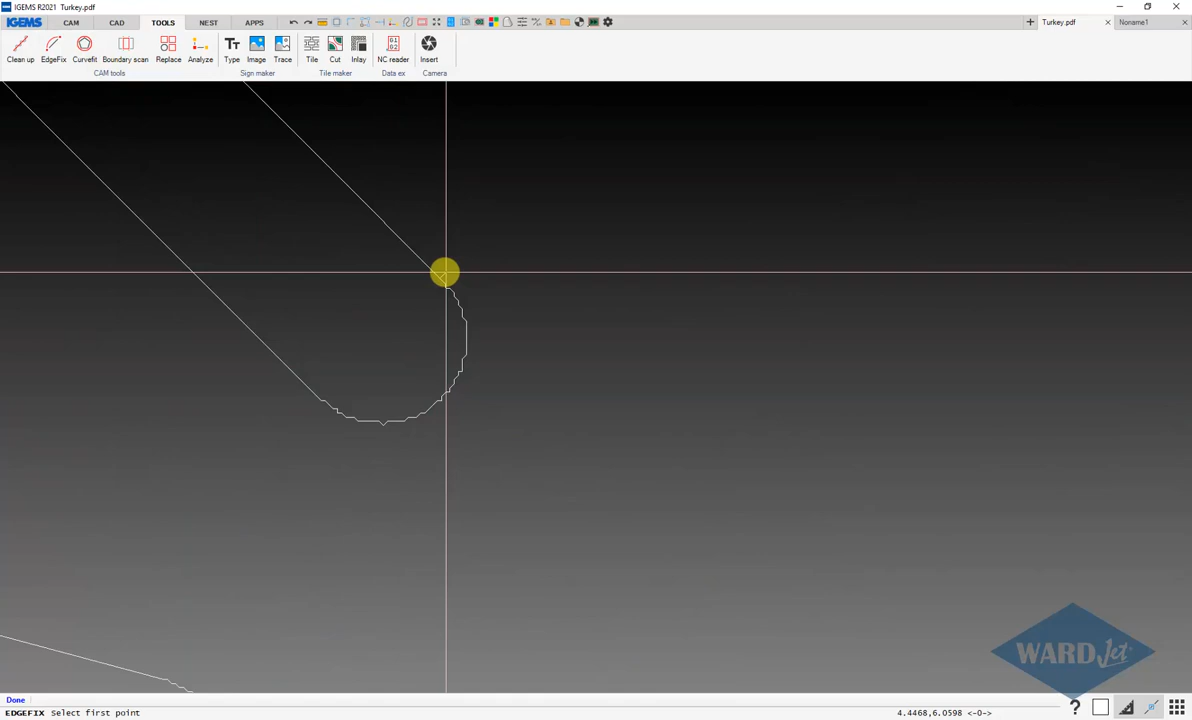 IGEMS R2021 Turkey.pdf
IGEMS CAM CAD TOOLS NEST APPS Turkey.pdf Noname1
Clean up EdgeFix Curvefit Boundary scan Replace Analyze Type Image Trace Tile Cut Inlay NC reader Insert
CAM tools Sign maker Tile maker Data ex Camera
WARDJet
Done
EDGEFIX Select first point 4.4468,6.0598 <-O->